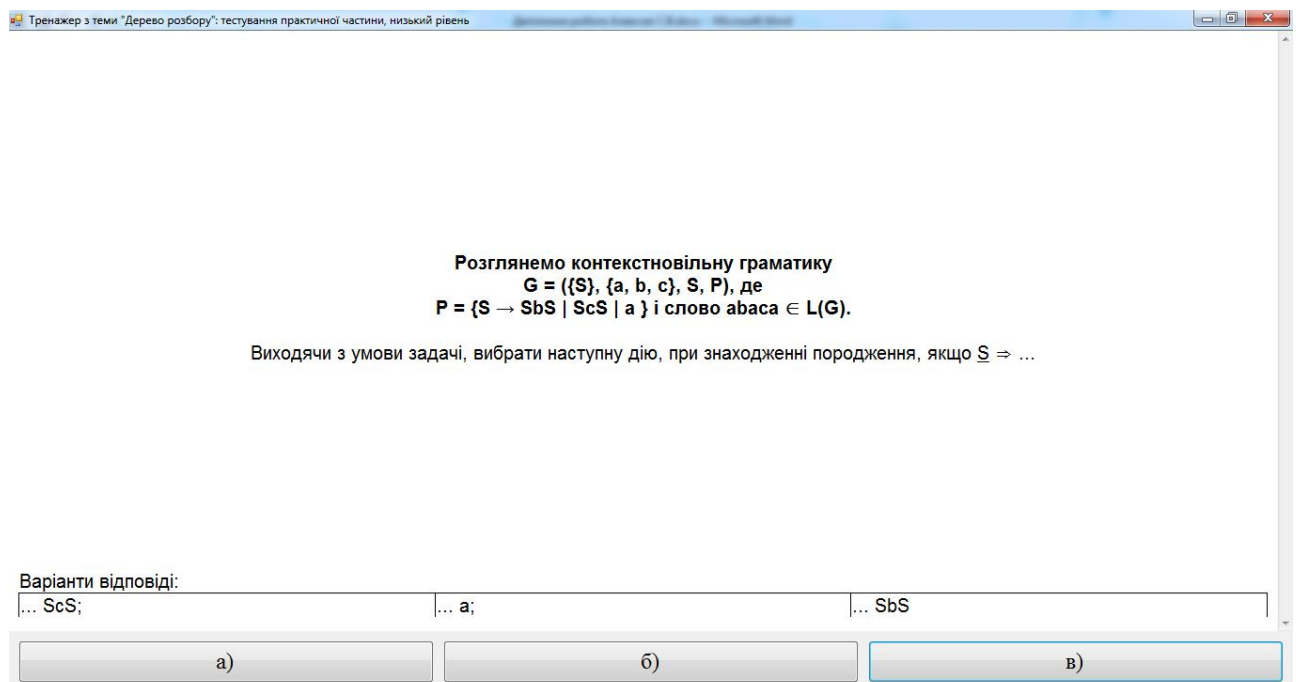 Тренажер з теми "Дерево розбору": тестування практичної частини, низький рівень
Розглянемо контекстновільну граматику
G = ({S}, {a, b, c}, S, P), де
P = {S → SbS | ScS | a } і слово abaca ∈ L(G).
Виходячи з умови задачі, вибрати наступну дію, при знаходженні породження, якщо S ⇒ ...
Варіанти відповіді:
... ScS; ... a; ... SbS
а) б) в)